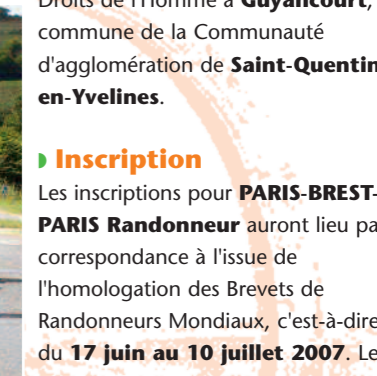 Droits de l'Homme à Guyancourt,
commune de la Communauté
d'agglomération de Saint-Quentin
en-Yvelines.
Inscription
Les inscriptions pour PARIS-BREST-
PARIS Randonneur auront lieu pa
correspondance à l'issue de
l'homologation des Brevets de
Randonneurs Mondiaux, c'est-à-dire
du 17 juin au 10 juillet 2007. Le